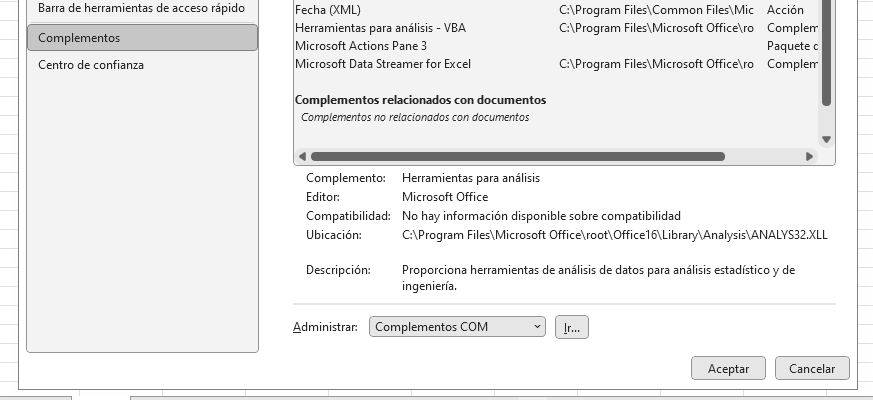 Barra de herramientas de acceso rápido
Complementos
Centro de confianza
Fecha (XML) C:\Program Files\Common Files\Mic Acción
Herramientas para análisis - VBA C:\Program Files\Microsoft Office\ro Complem
Microsoft Actions Pane 3 Paquete d
Microsoft Data Streamer for Excel C:\Program Files\Microsoft Office\ro Complem
Complementos relacionados con documentos
Complementos no relacionados con documentos
Complemento: Herramientas para análisis
Editor: Microsoft Office
Compatibilidad: No hay información disponible sobre compatibilidad
Ubicación: C:\Program Files\Microsoft Office\root\Office16\Library\Analysis\ANALYS32.XLL
Descripción: Proporciona herramientas de análisis de datos para análisis estadístico y de
ingeniería.
Administrar: Complementos COM Ir...
Aceptar Cancelar